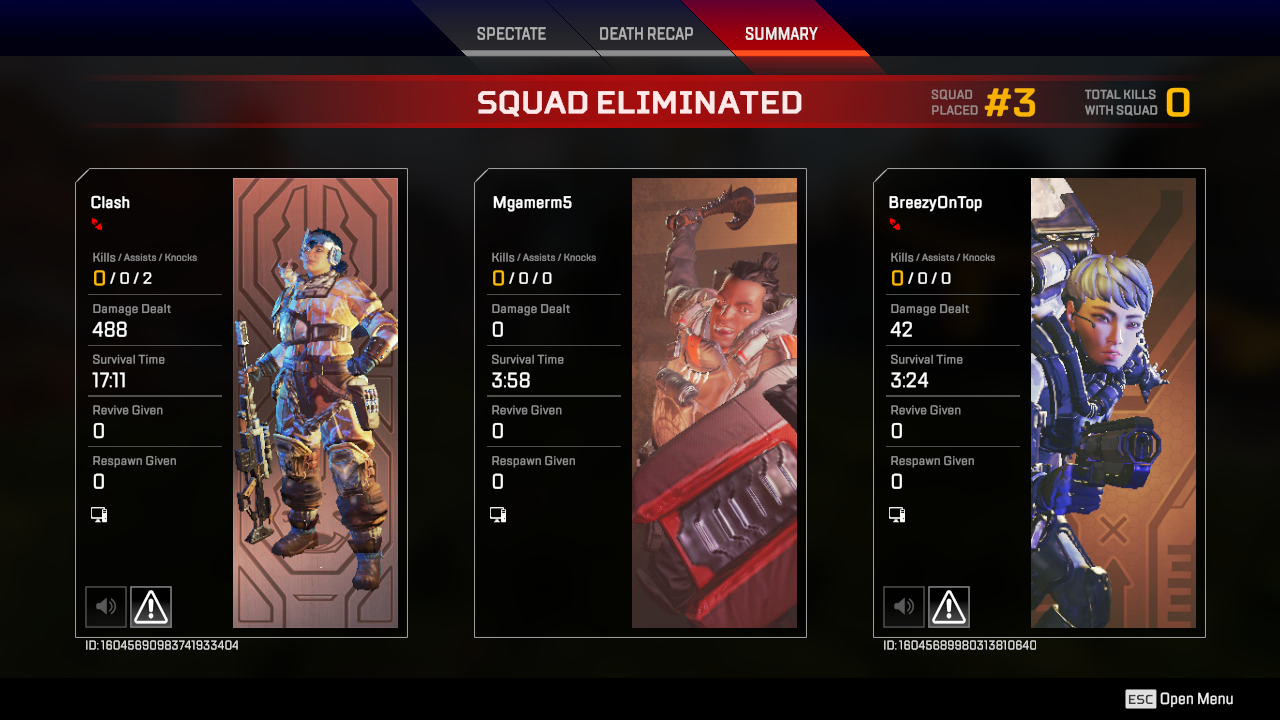 SPECTATE
DEATH RECAP
SUMMARY
SQUAD ELIMINATED
SQUAD PLACED #3
TOTAL KILLS WITH SQUAD 0
Clash
Kills / Assists / Knocks
0 / 0 / 2
Damage Dealt
488
Survival Time
17:11
Revive Given
0
Respawn Given
0
ID: 16045690983741933404
Mgamerm5
Kills / Assists / Knocks
0 / 0 / 0
Damage Dealt
0
Survival Time
3:58
Revive Given
0
Respawn Given
0
BreezyOnTop
Kills / Assists / Knocks
0 / 0 / 0
Damage Dealt
42
Survival Time
3:24
Revive Given
0
Respawn Given
0
ID: 16045689980313810640
ESC Open Menu